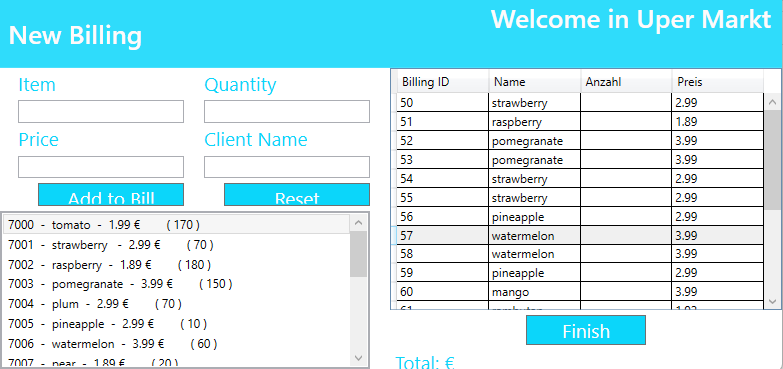 New Billing
Welcome in Uper Markt
Item
Quantity
Price
Client Name
Add to Bill
Reset
7000 - tomato - 1.99 € ( 170 )
7001 - strawberry - 2.99 € ( 70 )
7002 - raspberry - 1.89 € ( 180 )
7003 - pomegranate - 3.99 € ( 150 )
7004 - plum - 2.99 € ( 70 )
7005 - pineapple - 2.99 € ( 10 )
7006 - watermelon - 3.99 € ( 60 )
7007 - pear - 1.89 € ( 20 )
Billing ID Name Anzahl Preis
50 strawberry 2.99
51 raspberry 1.89
52 pomegranate 3.99
53 pomegranate 3.99
54 strawberry 2.99
55 strawberry 2.99
56 pineapple 2.99
57 watermelon 3.99
58 watermelon 3.99
59 pineapple 2.99
60 mango 3.99
61
Finish
Total: €